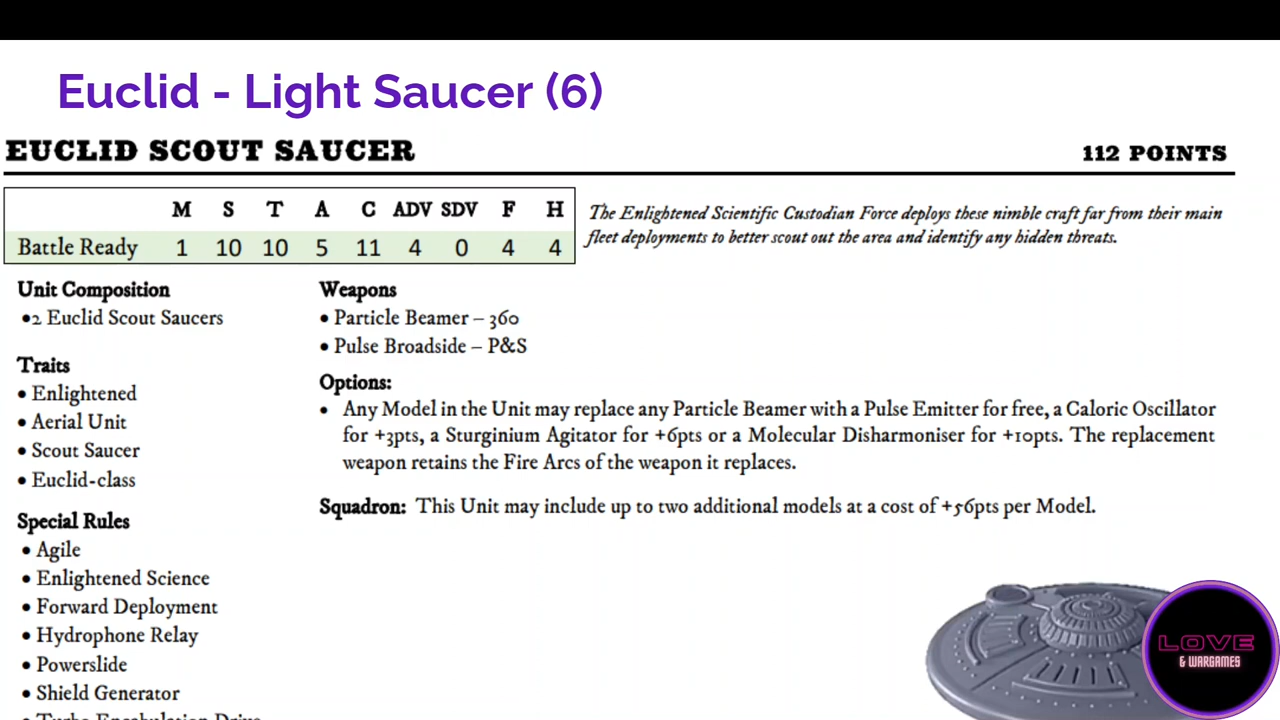 Euclid - Light Saucer (6)
EUCLID SCOUT SAUCER
112 POINTS
M S T A C ADV SDV F H
Battle Ready 1 10 10 5 11 4 0 4 4
The Enlightened Scientific Custodian Force deploys these nimble craft far from their main
fleet deployments to better scout out the area and identify any hidden threats.
Unit Composition
•2 Euclid Scout Saucers
Traits
• Enlightened
• Aerial Unit
• Scout Saucer
• Euclid-class
Special Rules
• Agile
• Enlightened Science
• Forward Deployment
• Hydrophone Relay
• Powerslide
• Shield Generator
Weapons
• Particle Beamer – 360
• Pulse Broadside – P&S
Options:
• Any Model in the Unit may replace any Particle Beamer with a Pulse Emitter for free, a Caloric Oscillator
for +3pts, a Sturginium Agitator for +6pts or a Molecular Disharmoniser for +10pts. The replacement
weapon retains the Fire Arcs of the weapon it replaces.
Squadron: This Unit may include up to two additional models at a cost of +56pts per Model.
LOVE
& WARGAMES